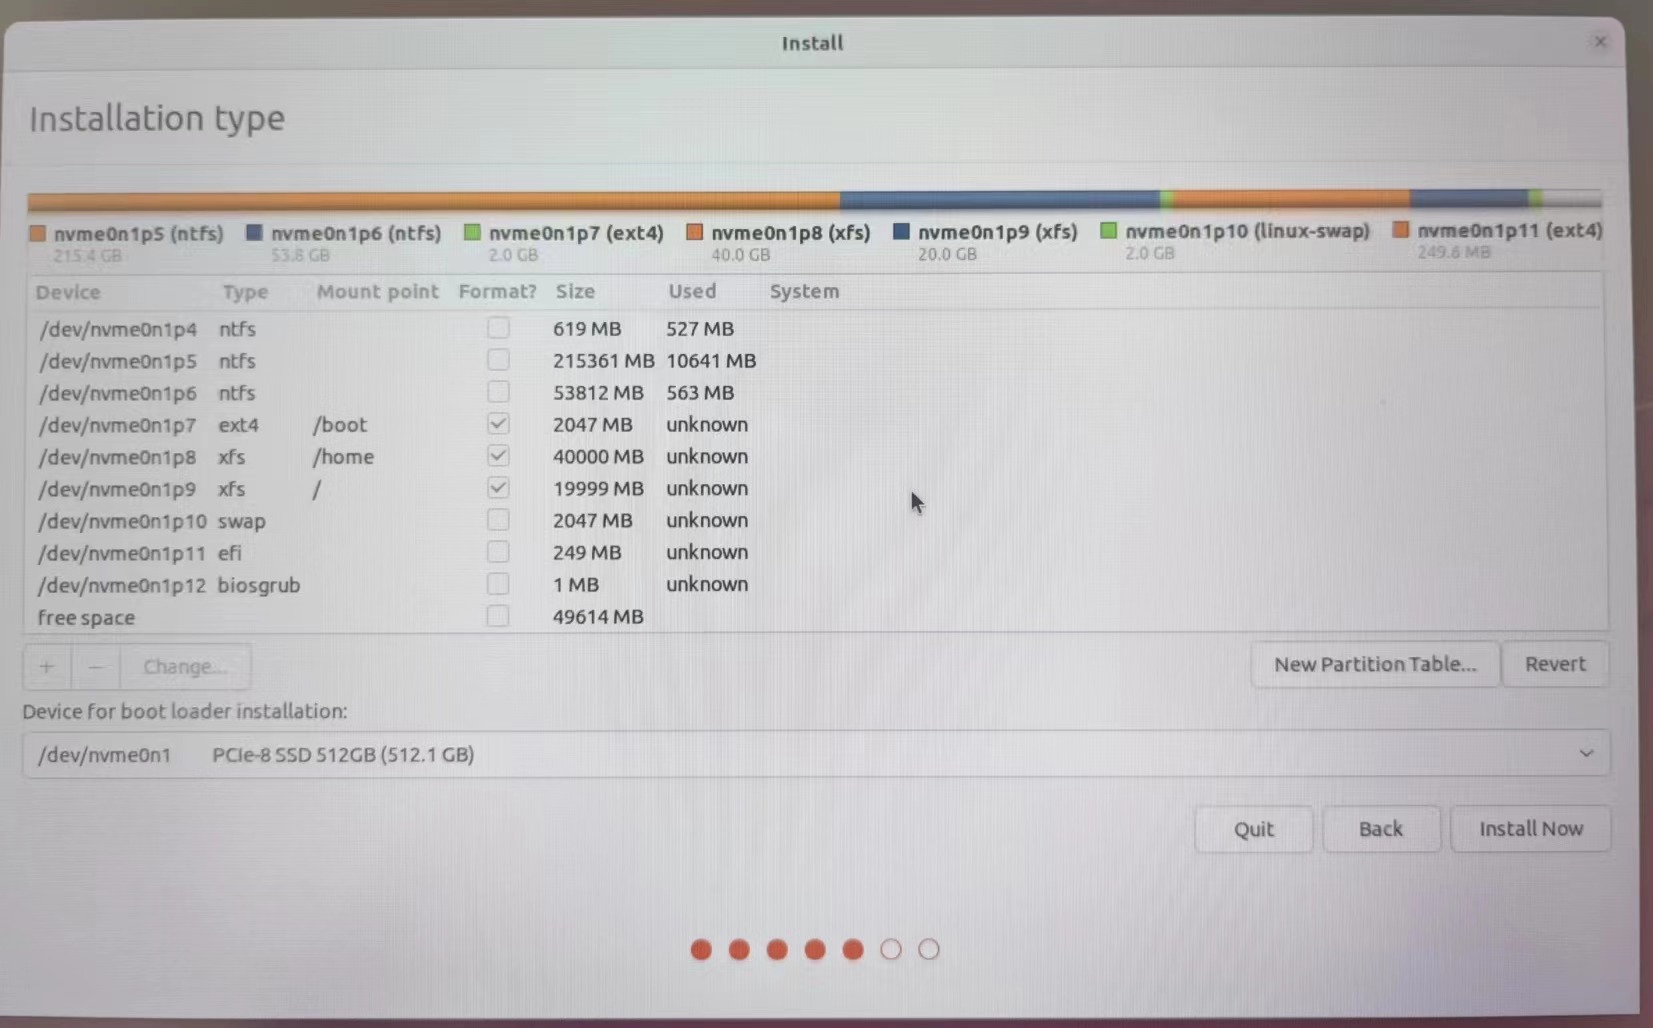 Install
Installation type
nvme0n1p5 (ntfs) nvme0n1p6 (ntfs) nvme0n1p7 (ext4) nvme0n1p8 (xfs) nvme0n1p9 (xfs) nvme0n1p10 (linux-swap) nvme0n1p11 (ext4)
215.4 GB 53.8 GB 2.0 GB 40.0 GB 20.0 GB 2.0 GB 249.6 MB
Device Type Mount point Format? Size Used System
/dev/nvme0n1p4 ntfs 619 MB 527 MB
/dev/nvme0n1p5 ntfs 215361 MB 10641 MB
/dev/nvme0n1p6 ntfs 53812 MB 563 MB
/dev/nvme0n1p7 ext4 /boot 2047 MB unknown
/dev/nvme0n1p8 xfs /home 40000 MB unknown
/dev/nvme0n1p9 xfs / 19999 MB unknown
/dev/nvme0n1p10 swap 2047 MB unknown
/dev/nvme0n1p11 efi 249 MB unknown
/dev/nvme0n1p12 biosgrub 1 MB unknown
free space 49614 MB
+ − Change... New Partition Table... Revert
Device for boot loader installation:
/dev/nvme0n1 PCIe-8 SSD 512GB (512.1 GB)
Quit Back Install Now